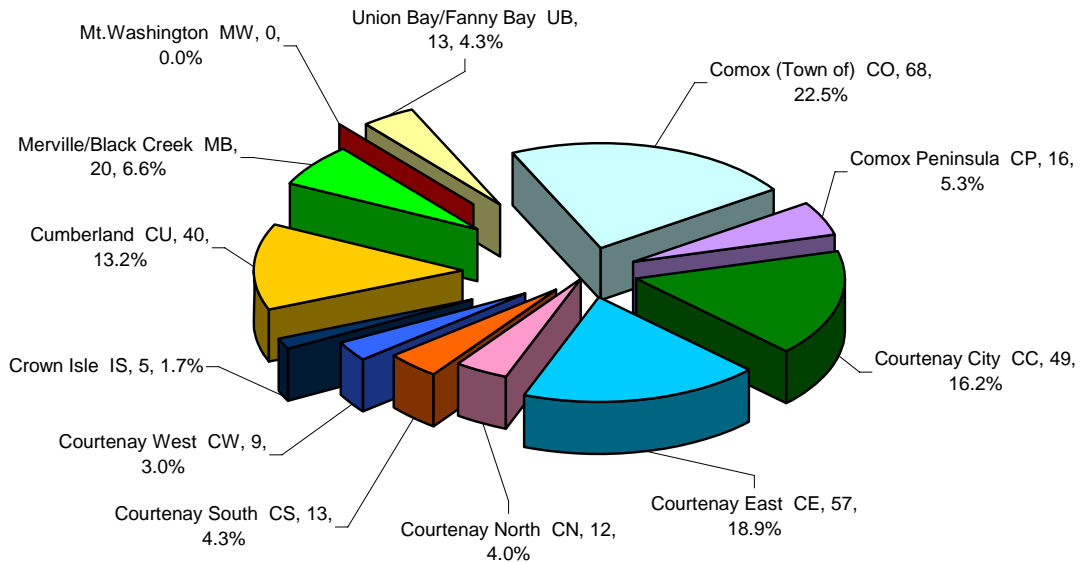 Union Bay/Fanny Bay  UB,
13, 4.3%
Mt.Washington  MW, 0,
0.0%
Comox (Town of)  CO, 68,
22.5%
Merville/Black Creek  MB,
20, 6.6%
Comox Peninsula  CP, 16,
5.3%
Cumberland  CU, 40,
13.2%
Courtenay City  CC, 49,
16.2%
Crown Isle  IS, 5, 1.7%
Courtenay West  CW, 9,
3.0%
Courtenay South  CS, 13,
4.3%
Courtenay North  CN, 12,
4.0%
Courtenay East  CE, 57,
18.9%